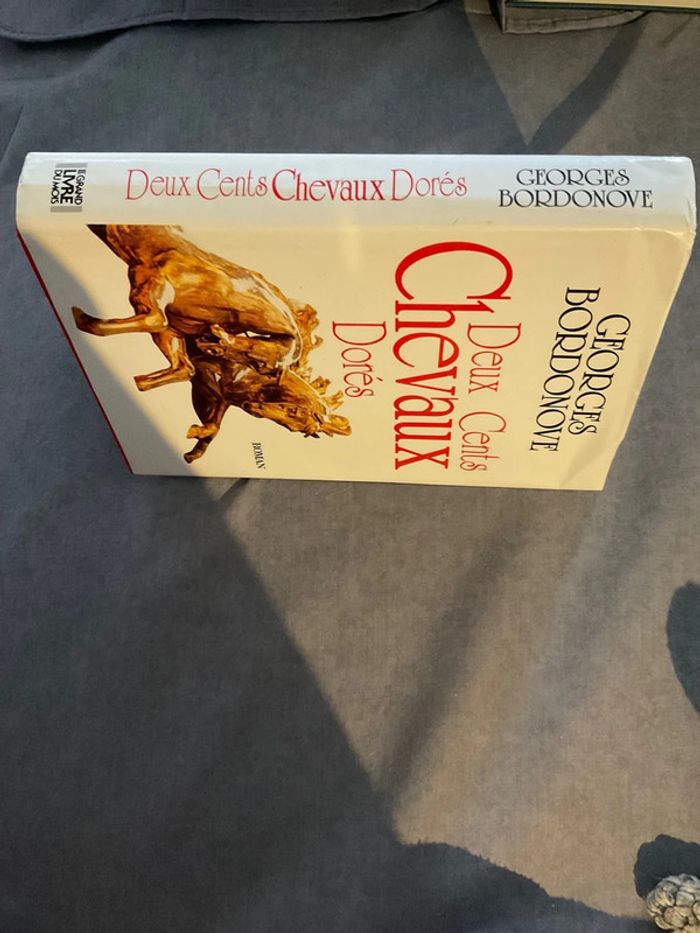 LE GRAND
LIVRE
DU MOIS
Deux Cents Chevaux Dorés
GEORGES
BORDONOVE
GEORGES
BORDONOVE
Deux Cents
Chevaux
Dorés
ROMAN